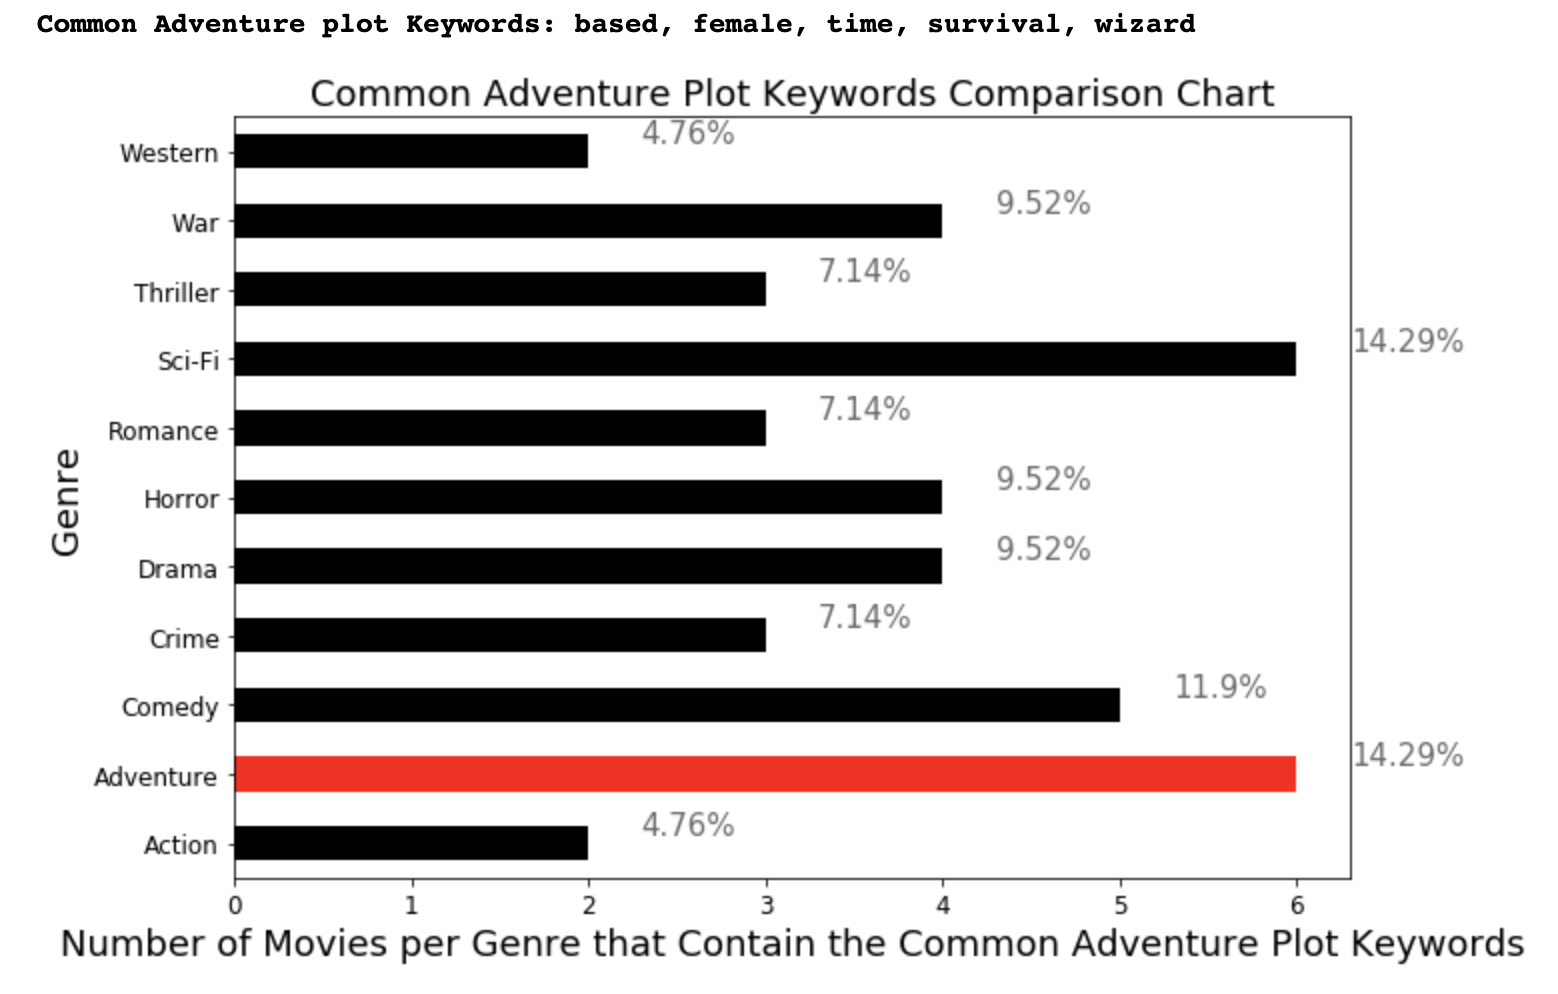 Common Adventure plot Keywords: based, female, time, survival, wizard
Common Adventure Plot Keywords Comparison Chart
Western 4.76%
War 9.52%
Thriller 7.14%
Sci-Fi 14.29%
Romance 7.14%
Horror 9.52%
Drama 9.52%
Crime 7.14%
Comedy 11.9%
Adventure 14.29%
Action 4.76%
Genre
0 1 2 3 4 5 6
Number of Movies per Genre that Contain the Common Adventure Plot Keywords